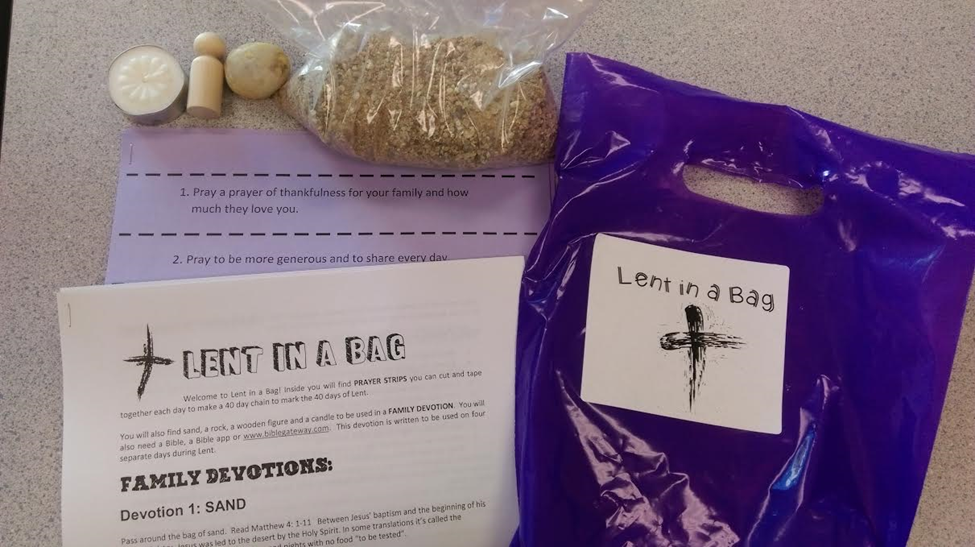 1. Pray a prayer of thankfulness for your family and how
much they love you.
2. Pray to be more generous and to share every day.
LENT IN A BAG
Welcome to Lent in a Bag! Inside you will find PRAYER STRIPS you can cut and tape
together each day to make a 40 day chain to mark the 40 days of Lent.
You will also find sand, a rock, a wooden figure and a candle to be used in a FAMILY DEVOTION. You will
also need a Bible, a Bible app or www.biblegateway.com. This devotion is written to be used on four
separate days during Lent.
FAMILY DEVOTIONS:
Devotion 1: SAND
Pass around the bag of sand. Read Matthew 4: 1-11 Between Jesus' baptism and the beginning of his
Jesus was led to the desert by the Holy Spirit. In some translations it's called the
nights with no food "to be tested".
Lent in a Bag